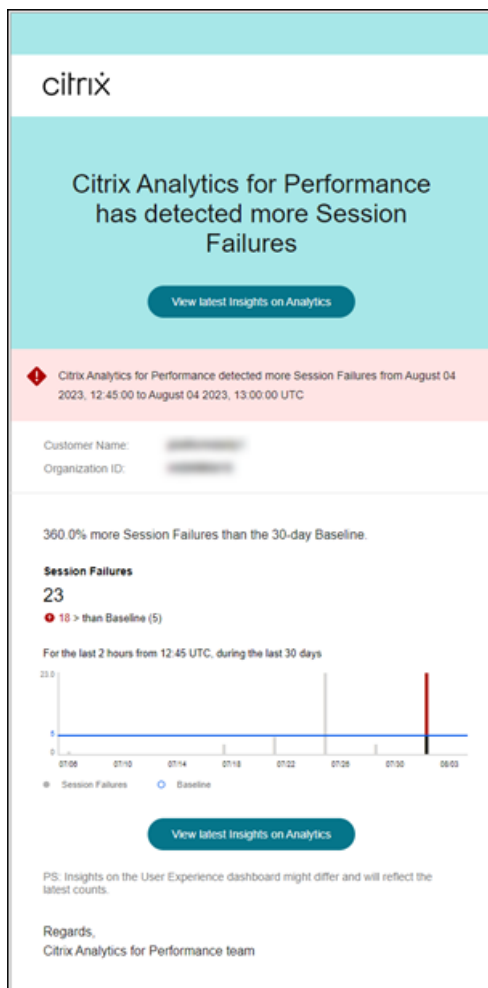 citrix
Citrix Analytics for Performance
has detected more Session
Failures
View latest Insights on Analytics
Citrix Analytics for Performance detected more Session Failures from August 04
2023, 12:45:00 to August 04 2023, 13:00:00 UTC
Customer Name:
Organization ID:
360.0% more Session Failures than the 30-day Baseline.
Session Failures
23
18 > than Baseline (5)
For the last 2 hours from 12:45 UTC, during the last 30 days
23.0
5
0
07/06 07/10 07/14 07/18 07/22 07/26 07/30 08/03
Session Failures Baseline
View latest Insights on Analytics
PS: Insights on the User Experience dashboard might differ and will reflect the
latest counts.
Regards,
Citrix Analytics for Performance team